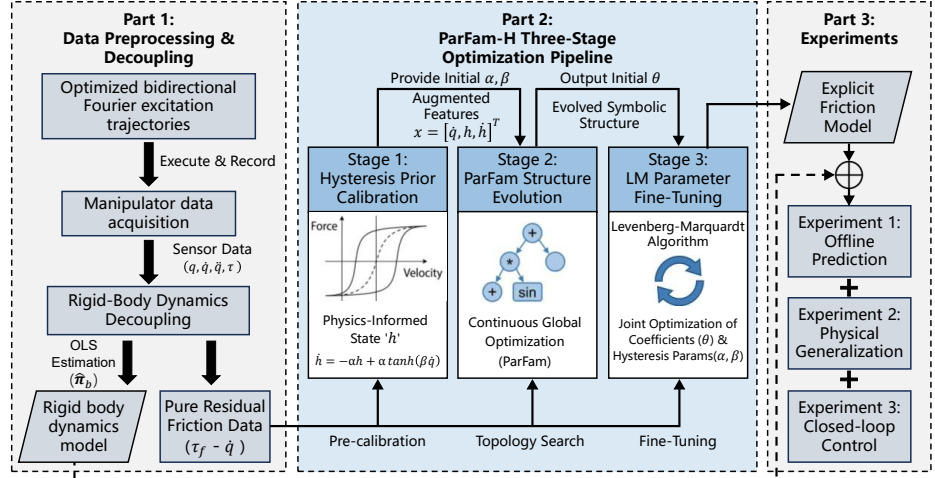 Part 1:
Data Preprocessing &
Decoupling
Optimized bidirectional
Fourier excitation
trajectories
Execute & Record
Manipulator data
acquisition
Sensor Data
(q, q̇, q̈, τ)
Rigid-Body Dynamics
Decoupling
OLS
Estimation
(π̂_b)
Rigid body
dynamics
model
Pure Residual
Friction Data
(τ_f - q̇ )
Part 2:
ParFam-H Three-Stage
Optimization Pipeline
Provide Initial α, β
Augmented
Features
x = [q̇, h, ḣ]^T
Output Initial θ
Evolved Symbolic
Structure
Stage 1:
Hysteresis Prior
Calibration
Force
Velocity
Physics-Informed
State 'h'
ḣ = −αh + α tanh(βq̇)
Stage 2:
ParFam Structure
Evolution
+
*
+
sin
Continuous Global
Optimization
(ParFam)
Stage 3:
LM Parameter
Fine-Tuning
Levenberg-Marquardt
Algorithm
Joint Optimization of
Coefficients (θ) &
Hysteresis Params(α, β)
Pre-calibration
Topology Search
Fine-Tuning
Part 3:
Experiments
Explicit
Friction
Model
Experiment 1:
Offline
Prediction
+
Experiment 2:
Physical
Generalization
+
Experiment 3:
Closed-loop
Control